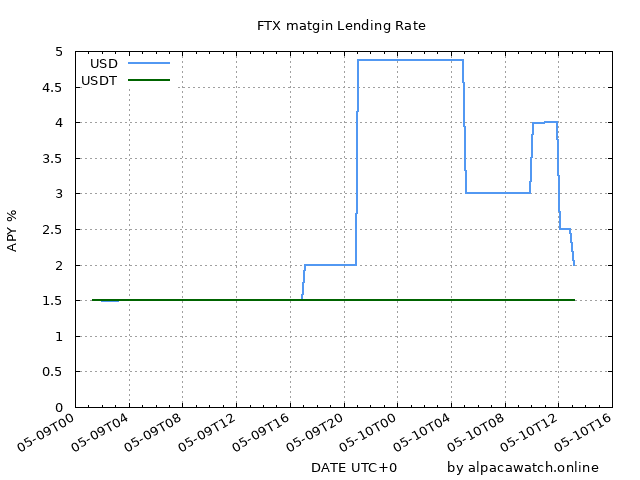 FTX matgin Lending Rate
USD
USDT
5
4.5
4
3.5
3
2.5
2
1.5
1
0.5
0
APY %
05-09T00
05-09T04
05-09T08
05-09T12
05-09T16
05-09T20
05-10T00
05-10T04
05-10T08
05-10T12
05-10T16
DATE UTC+0
by alpacawatch.online